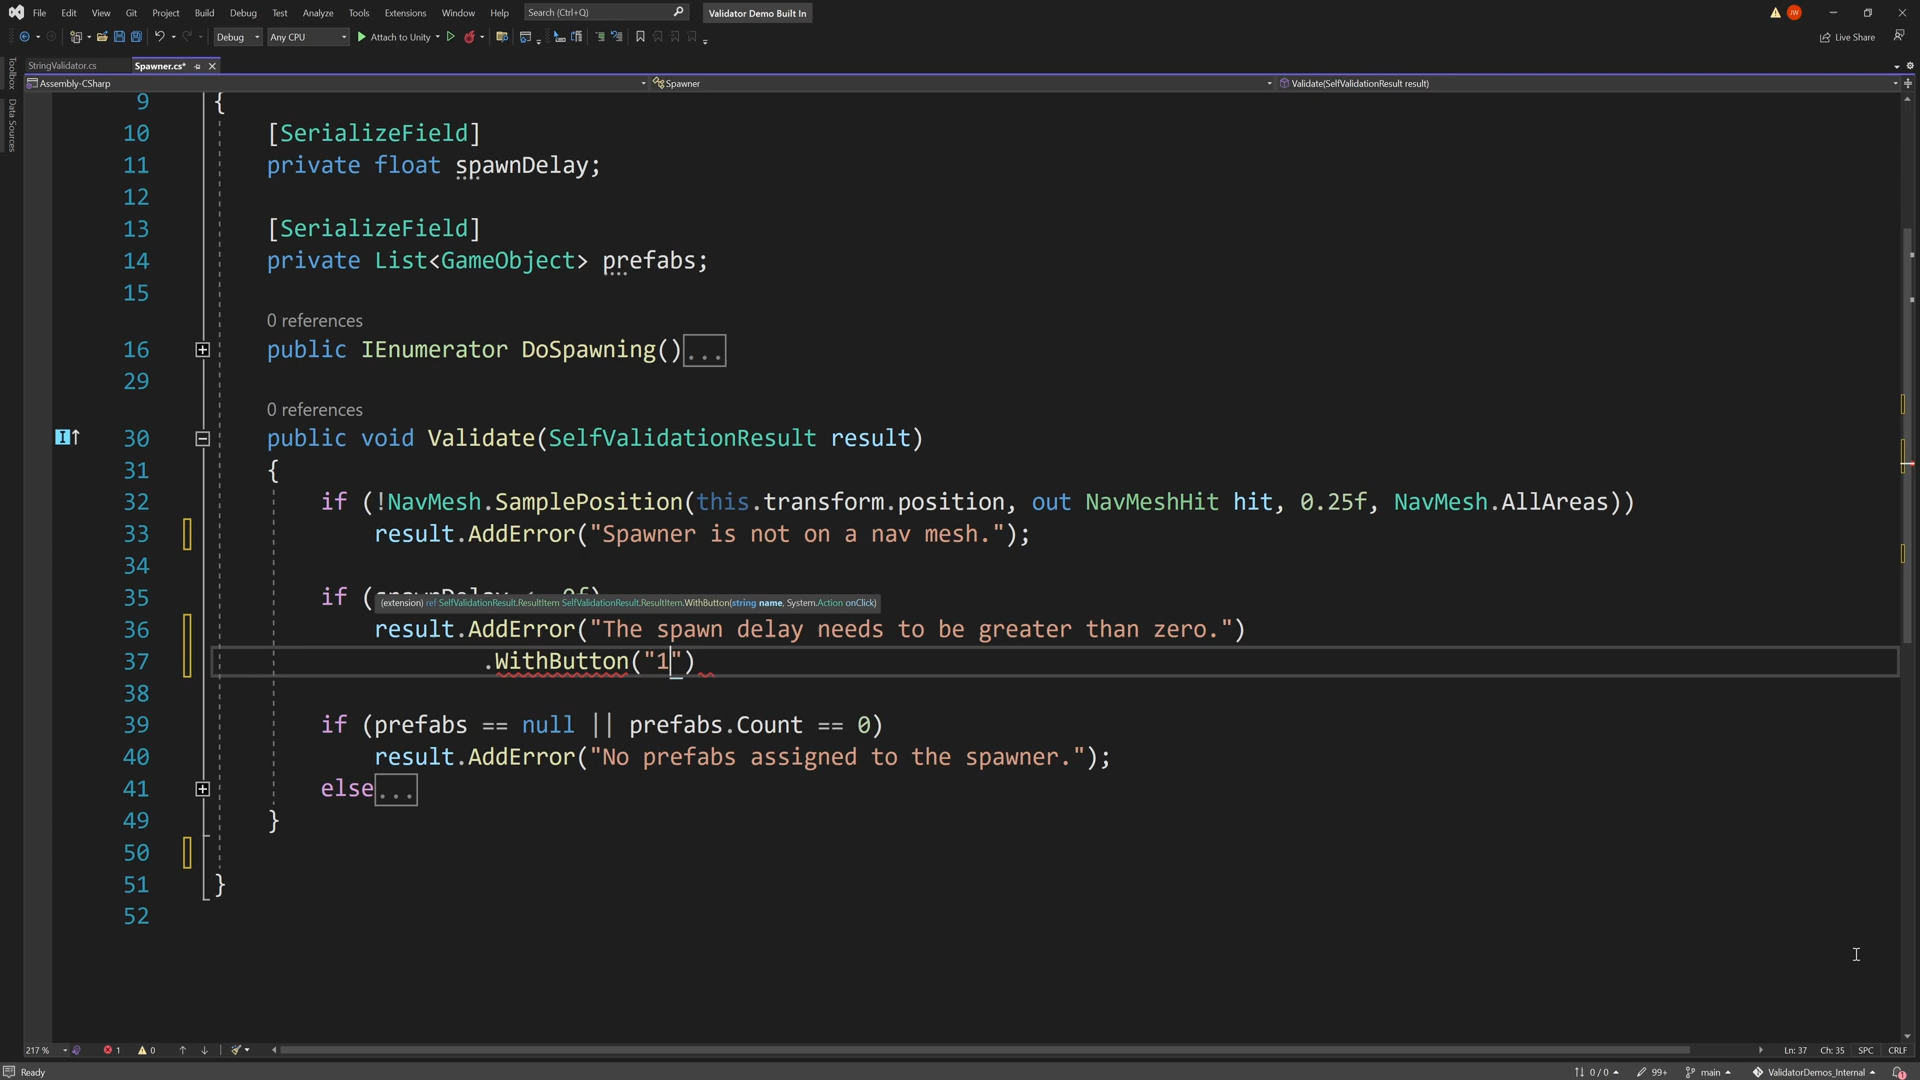 File Edit View Git Project Build Debug Test Analyze Tools Extensions Window Help Search (Ctrl+Q) Validator Demo Built In JW
Debug Any CPU Attach to Unity Live Share
Toolbox
Data Sources
StringValidator.cs Spawner.cs*
Assembly-CSharp Spawner Validate(SelfValidationResult result)
9 {
10 [SerializeField]
11 private float spawnDelay;
12
13 [SerializeField]
14 private List<GameObject> prefabs;
15
0 references
16 public IEnumerator DoSpawning()...
29
0 references
30 public void Validate(SelfValidationResult result)
31 {
32 if (!NavMesh.SamplePosition(this.transform.position, out NavMeshHit hit, 0.25f, NavMesh.AllAreas))
33 result.AddError("Spawner is not on a nav mesh.");
34
35 if (
(extension) ref SelfValidationResult.ResultItem SelfValidationResult.ResultItem.WithButton(string name, System.Action onClick)
36 result.AddError("The spawn delay needs to be greater than zero.")
37 .WithButton("1")
38
39 if (prefabs == null || prefabs.Count == 0)
40 result.AddError("No prefabs assigned to the spawner.");
41 else...
49 }
50
51 }
52
217 % 1 0 Ln: 37 Ch: 35 SPC CRLF
Ready 0 / 0 99+ main ValidatorDemos_Internal 1